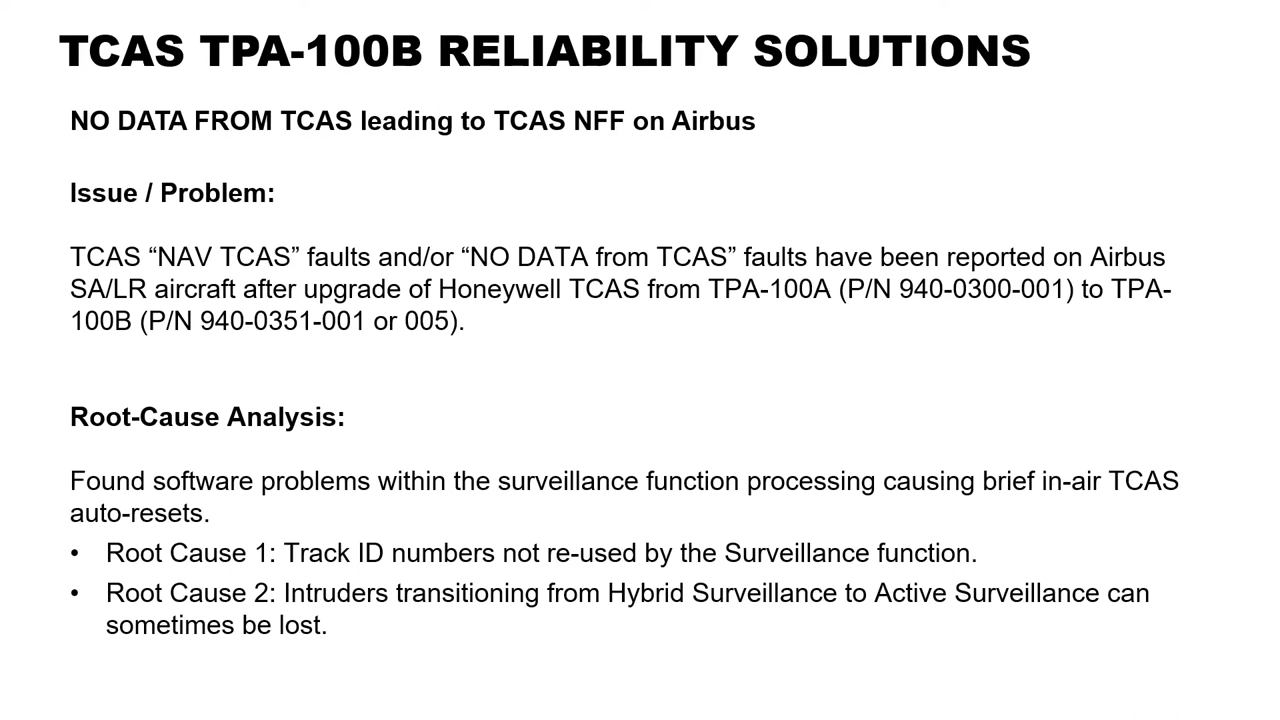 TCAS TPA-100B RELIABILITY SOLUTIONS
NO DATA FROM TCAS leading to TCAS NFF on Airbus
Issue / Problem:
TCAS “NAV TCAS” faults and/or “NO DATA from TCAS” faults have been reported on Airbus
SA/LR aircraft after upgrade of Honeywell TCAS from TPA-100A (P/N 940-0300-001) to TPA-
100B (P/N 940-0351-001 or 005).
Root-Cause Analysis:
Found software problems within the surveillance function processing causing brief in-air TCAS
auto-resets.
• Root Cause 1: Track ID numbers not re-used by the Surveillance function.
• Root Cause 2: Intruders transitioning from Hybrid Surveillance to Active Surveillance can
sometimes be lost.